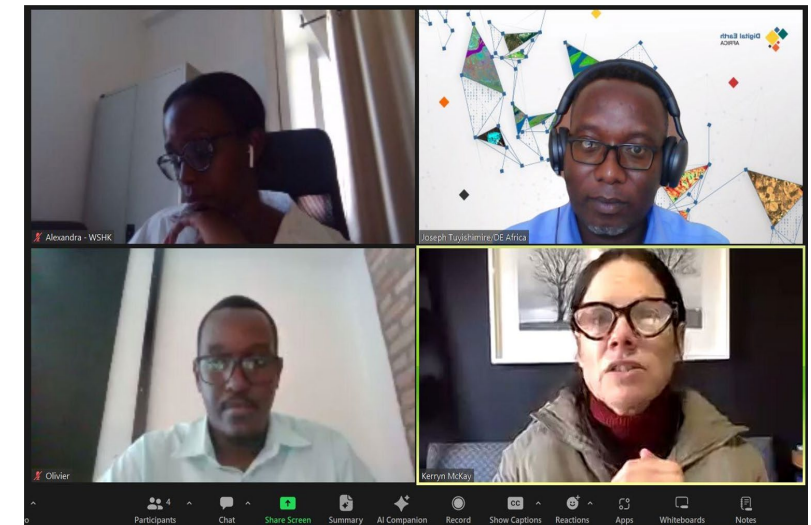 Digital Earth
AFRICA
Alexandra - WSHK
Joseph Tuyishimire/DE Africa
Olivier
Kerryn McKay
o
4
CC
Participants
Chat
Share Screen
Summary
AI Companion
Record
Show Captions
Reactions
Apps
Whiteboards
Notes